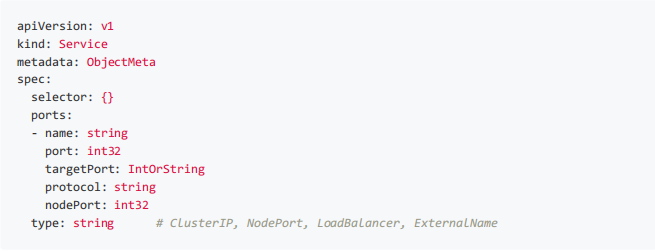 apiVersion: v1
kind: Service
metadata: ObjectMeta
spec:
  selector: {}
  ports:
  - name: string
    port: int32
    targetPort: IntOrString
    protocol: string
    nodePort: int32
  type: string      # ClusterIP, NodePort, LoadBalancer, ExternalName